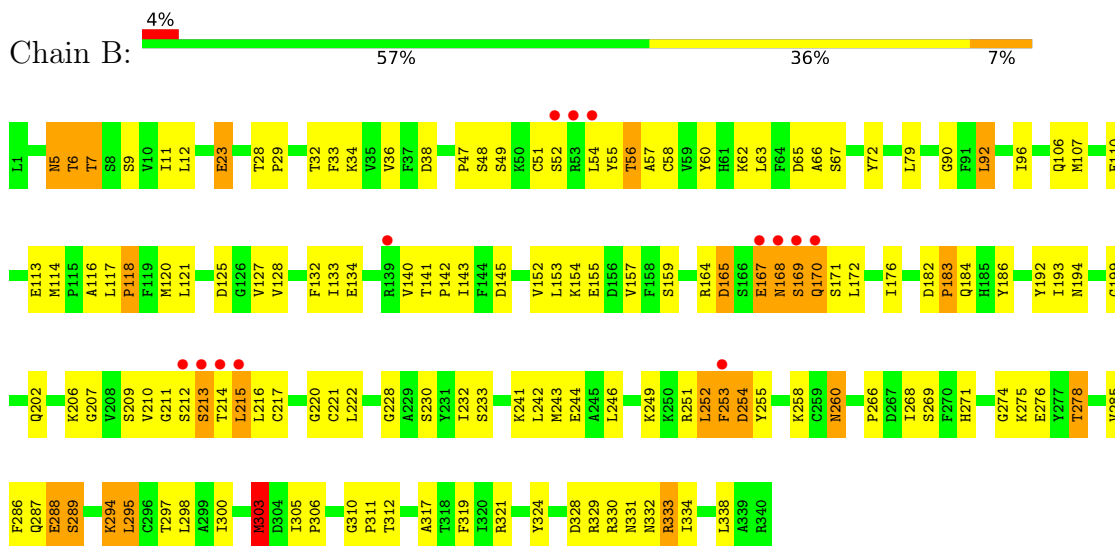 4%
Chain B:
57% 36% 7%
L1 N5 T6 T7 S8 S9 V10 I11 L12 E23 T28 P29 T32 F33 K34 V35 V36 F37 D38 P47 S48 S49 K50 C51 S52 R53 L54 Y55 T56 A57 C58 V59 Y60 H61 K62 L63 F64 D65 A66 S67 Y72 L79 G90 F91 L92 I96 Q106 M107 E110
E113 M114 P115 A116 L117 P118 F119 M120 L121 D125 G126 V127 V128 F132 I133 E134 R139 V140 T141 P142 I143 F144 D145 V152 L153 K154 E155 D156 V157 F158 S159 R164 D165 S166 E167 N168 S169 Q170 S171 L172 I176 D182 P183 Q184 H185 Y186 Y192 I193 N194 G199
Q202 K206 G207 V208 S209 V210 G211 S212 S213 T214 L215 L216 C217 G220 G221 L222 G228 A229 S230 Y231 I232 S233 K241 L242 M243 E244 A245 L246 K249 K250 R251 L252 F253 D254 Y255 K258 C259 N260 P266 D267 I268 S269 F270 H271 G274 K275 E276 Y277 T278
F286 Q287 E288 S289 K294 L295 C296 T297 L298 A299 I300 M303 D304 I305 P306 G310 P311 T312 A317 T318 F319 I320 R321 Y324 D328 R329 R330 N331 N332 R333 I334 L338 A339 R340